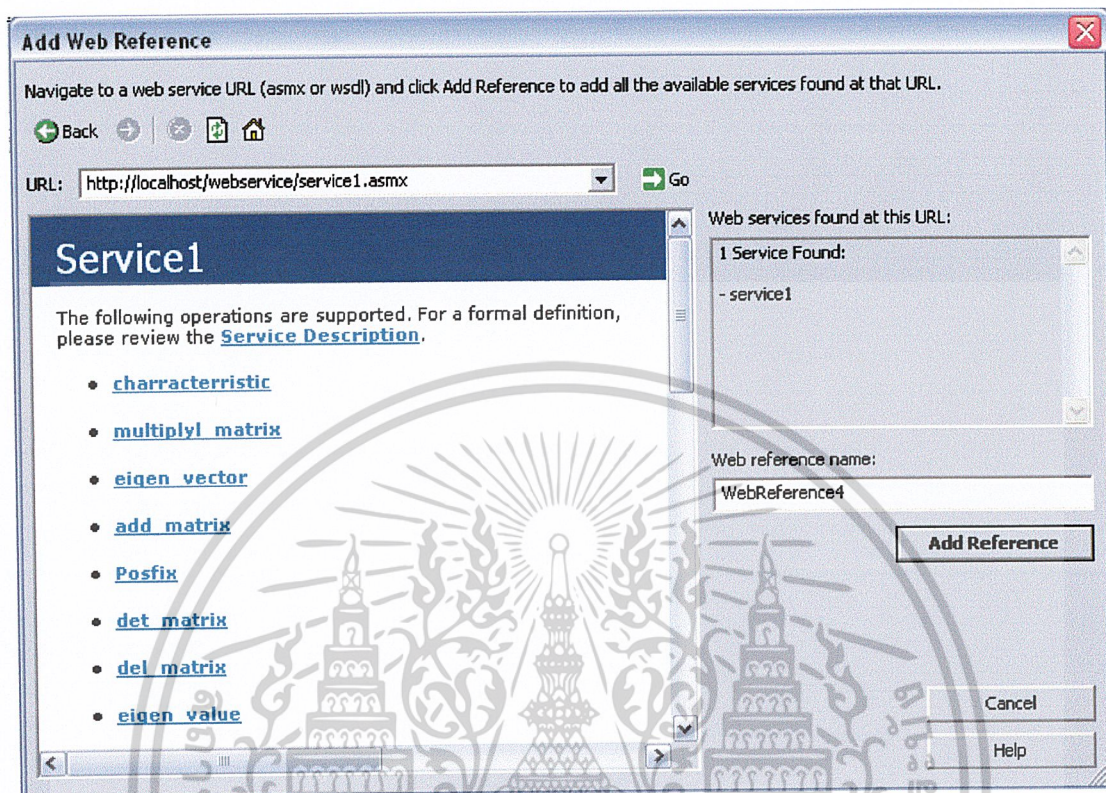 Add Web Reference
Navigate to a web service URL (asmx or wsdl) and click Add Reference to add all the available services found at that URL.
Back
URL: http://localhost/webservice/service1.asmx Go
Service1
The following operations are supported. For a formal definition,
please review the Service Description.
charracterristic
multiplyl_matrix
eigen_vector
add_matrix
Posfix
det_matrix
del_matrix
eigen_value
Web services found at this URL:
1 Service Found:
- service1
Web reference name:
WebReference4
Add Reference
Cancel
Help